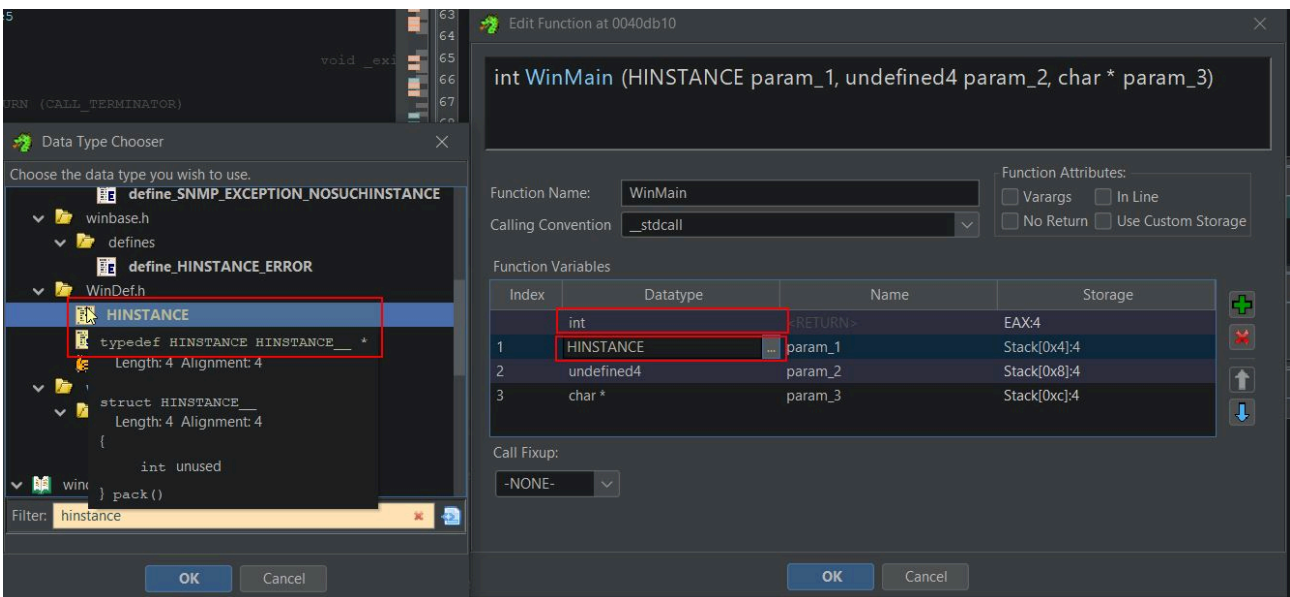 5
void _exi
URN (CALL_TERMINATOR)
63
64
65
66
67
Data Type Chooser
Choose the data type you wish to use.
define_SNMP_EXCEPTION_NOSUCHINSTANCE
winbase.h
defines
define_HINSTANCE_ERROR
WinDef.h
HINSTANCE
typedef HINSTANCE HINSTANCE__ *
Length: 4 Alignment: 4
struct HINSTANCE__
Length: 4 Alignment: 4
{
int unused
} pack()
Filter: hinstance
OK Cancel
Edit Function at 0040db10
int WinMain (HINSTANCE param_1, undefined4 param_2, char * param_3)
Function Name: WinMain
Calling Convention __stdcall
Function Attributes:
Varargs In Line
No Return Use Custom Storage
Function Variables
Index Datatype Name Storage
int <RETURN> EAX:4
1 HINSTANCE ... param_1 Stack[0x4]:4
2 undefined4 param_2 Stack[0x8]:4
3 char * param_3 Stack[0xc]:4
Call Fixup:
-NONE-
OK Cancel